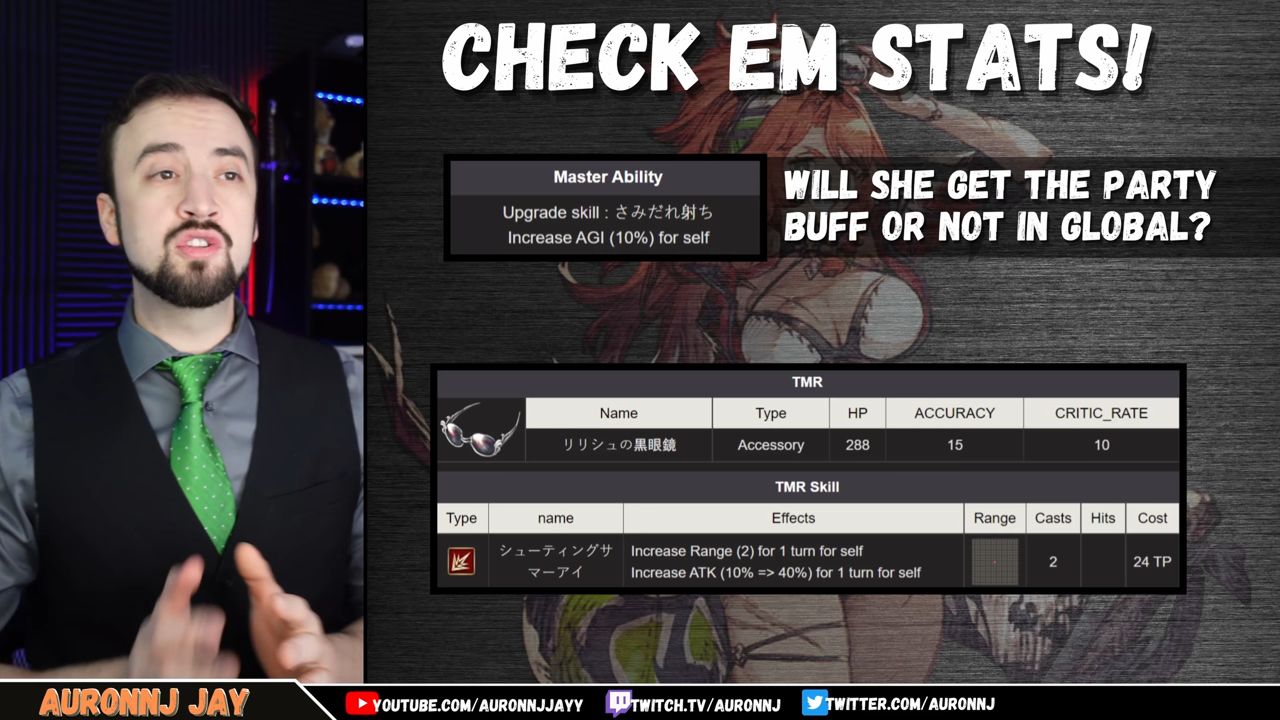 CHECK EM STATS!
Master Ability
Upgrade skill : さみだれ射ち
Increase AGI (10%) for self
WILL SHE GET THE PARTY
BUFF OR NOT IN GLOBAL?
TMR
Name Type HP ACCURACY CRITIC_RATE
リリシュの黒眼鏡 Accessory 288 15 10
TMR Skill
Type name Effects Range Casts Hits Cost
シューティングサ
マーアイ
Increase Range (2) for 1 turn for self
Increase ATK (10% => 40%) for 1 turn for self
2 24 TP
AURONNJ JAY
YOUTUBE.COM/AURONNJJAYY
TWITCH.TV/AURONNJ
TWITTER.COM/AURONNJ